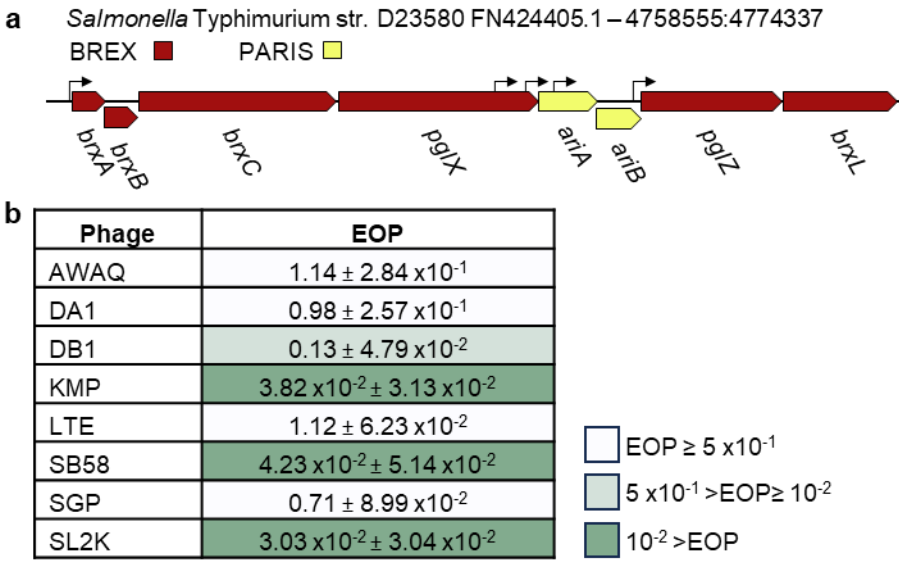 a Salmonella Typhimurium str. D23580 FN424405.1 – 4758555:4774337
BREX PARIS
brxA brxB brxC pglX ariA ariB pglZ brxL
b
Phage EOP
AWAQ 1.14 ± 2.84 x10⁻¹
DA1 0.98 ± 2.57 x10⁻¹
DB1 0.13 ± 4.79 x10⁻²
KMP 3.82 x10⁻² ± 3.13 x10⁻²
LTE 1.12 ± 6.23 x10⁻²
SB58 4.23 x10⁻² ± 5.14 x10⁻²
SGP 0.71 ± 8.99 x10⁻²
SL2K 3.03 x10⁻² ± 3.04 x10⁻²
EOP ≥ 5 x10⁻¹
5 x10⁻¹ >EOP≥ 10⁻²
10⁻² >EOP